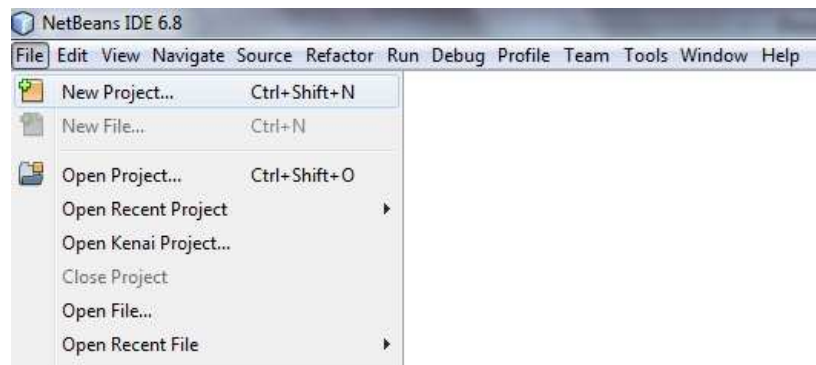 NetBeans IDE 6.8
File Edit View Navigate Source Refactor Run Debug Profile Team Tools Window Help
New Project... Ctrl+Shift+N
New File... Ctrl+N
Open Project... Ctrl+Shift+O
Open Recent Project
Open Kenai Project...
Close Project
Open File...
Open Recent File